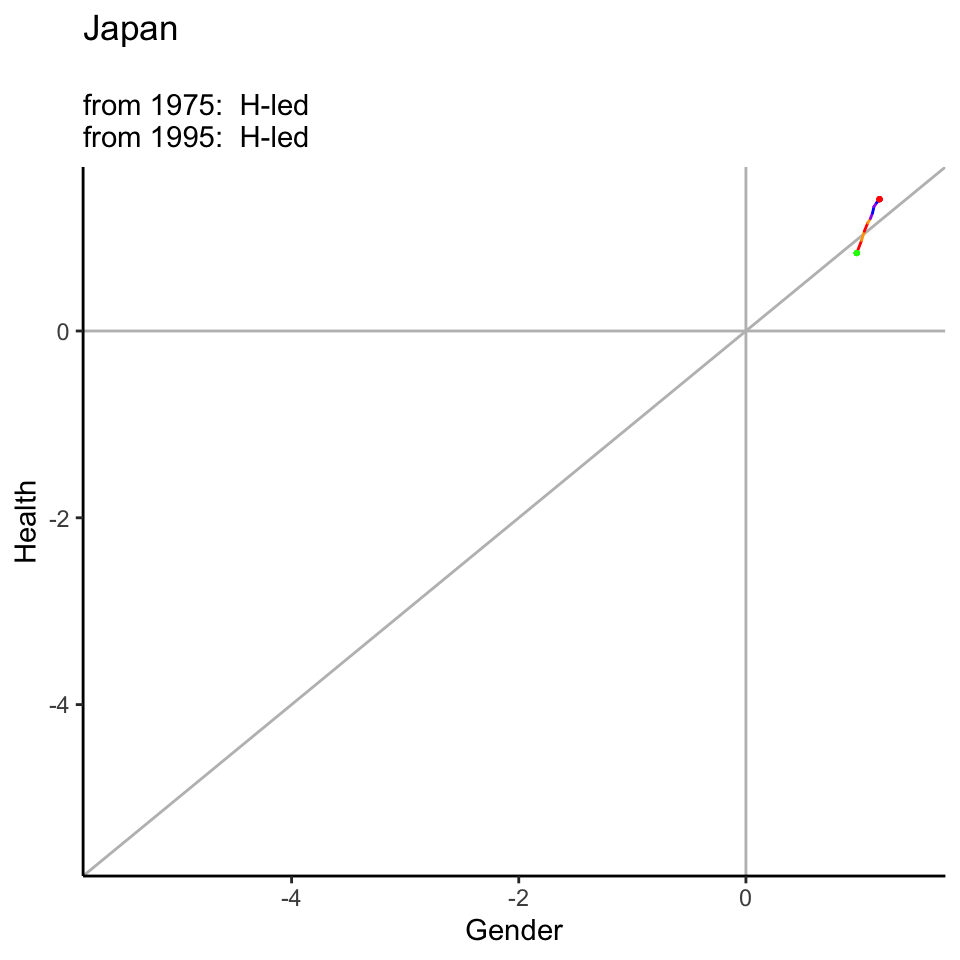 Japan
from 1975:  H-led
from 1995:  H-led
Health
0
-2
-4
-4
-2
0
Gender